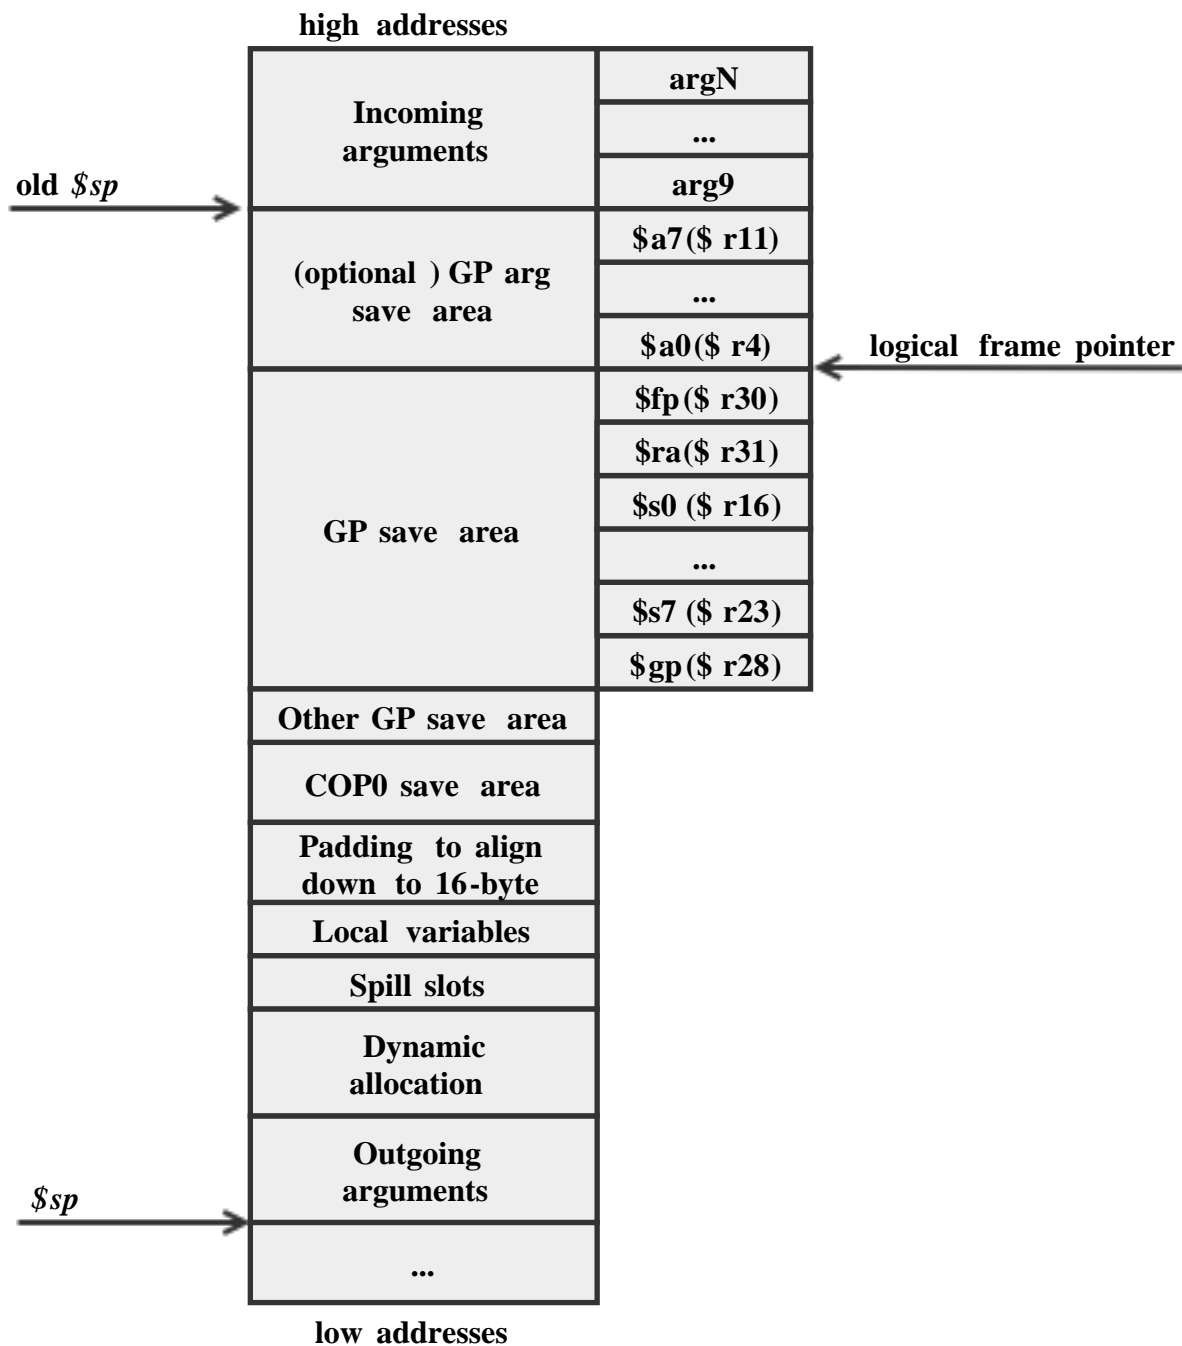 high addresses
Incoming
arguments
argN
...
arg9
old $sp
(optional ) GP arg
save area
$a7($ r11)
...
$a0($ r4)
logical frame pointer
GP save area
$fp($ r30)
$ra($ r31)
$s0 ($ r16)
...
$s7 ($ r23)
$gp($ r28)
Other GP save area
COP0 save area
Padding to align
down to 16-byte
Local variables
Spill slots
Dynamic
allocation
Outgoing
arguments
$sp
...
low addresses